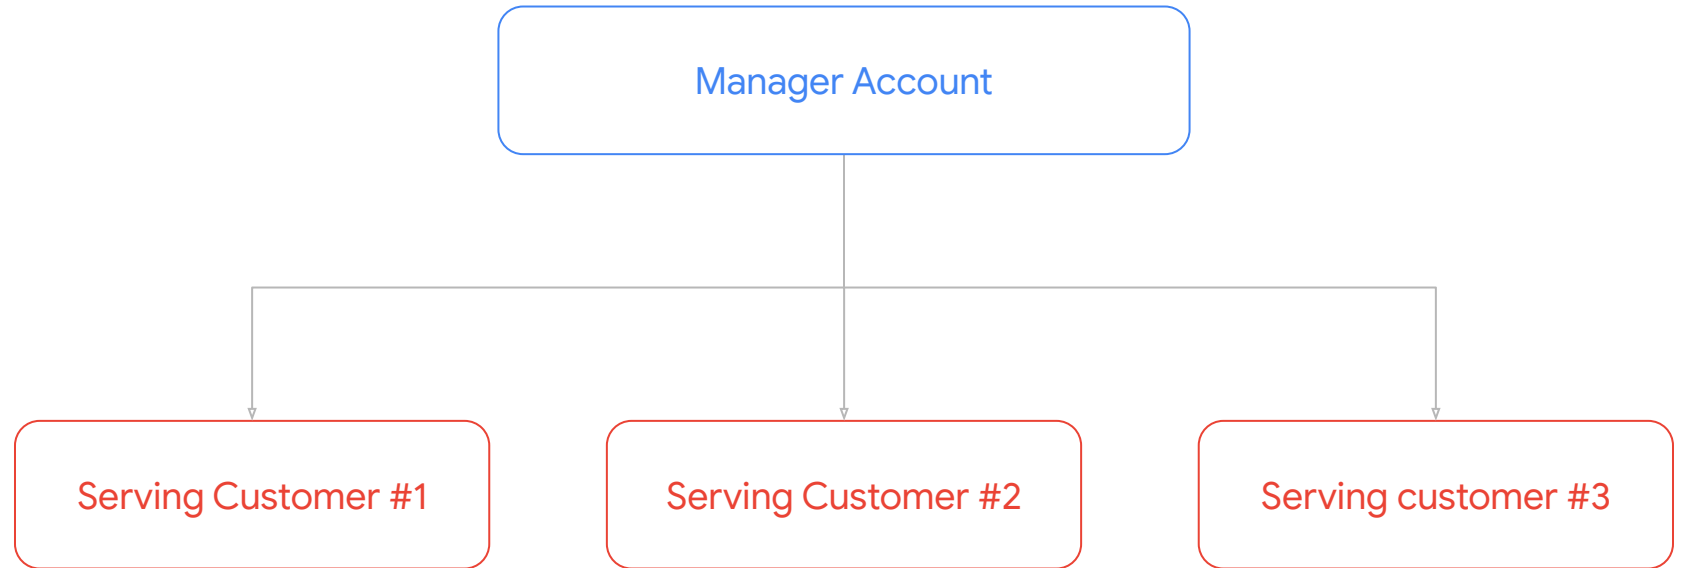 Manager Account
Serving Customer #1
Serving Customer #2
Serving customer #3